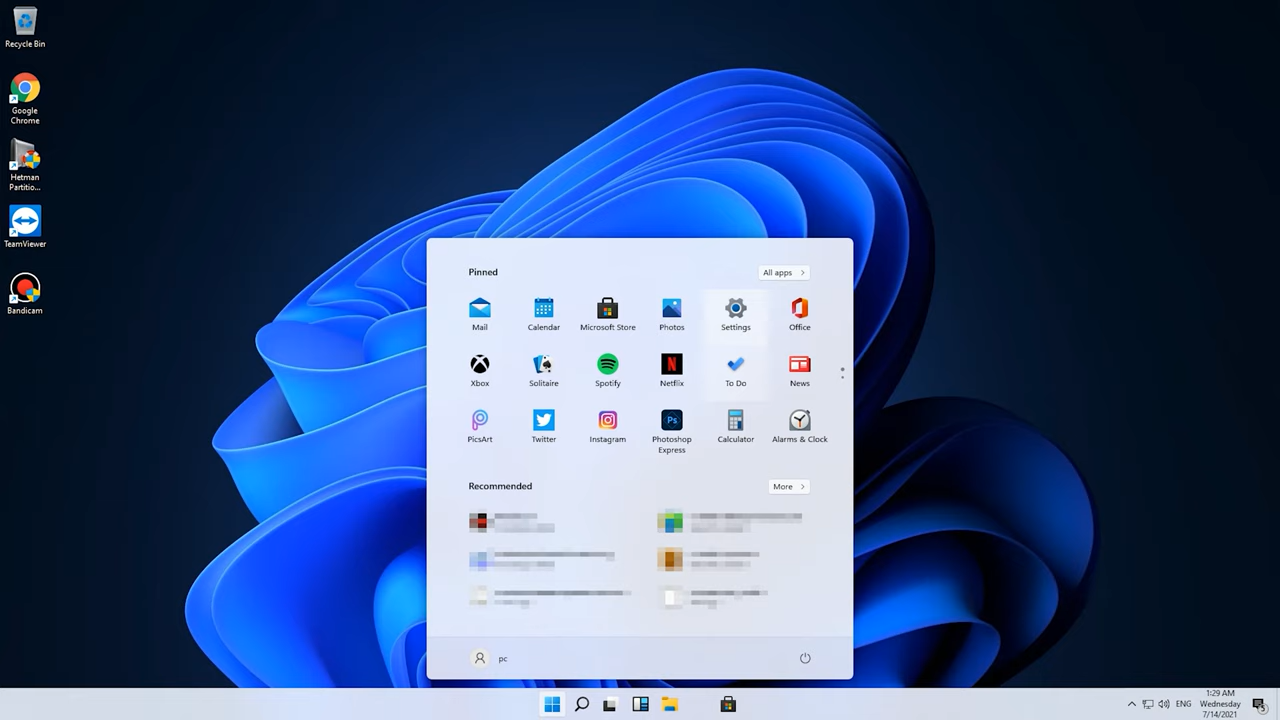 Recycle Bin
Google
Chrome
Hetman
Partitio...
TeamViewer
Bandicam
Pinned
All apps
Mail
Calendar
Microsoft Store
Photos
Settings
Office
Xbox
Solitaire
Spotify
Netflix
To Do
News
PicsArt
Twitter
Instagram
Photoshop
Express
Calculator
Alarms & Clock
Recommended
More
pc
ENG
1:29 AM
Wednesday
7/14/2021